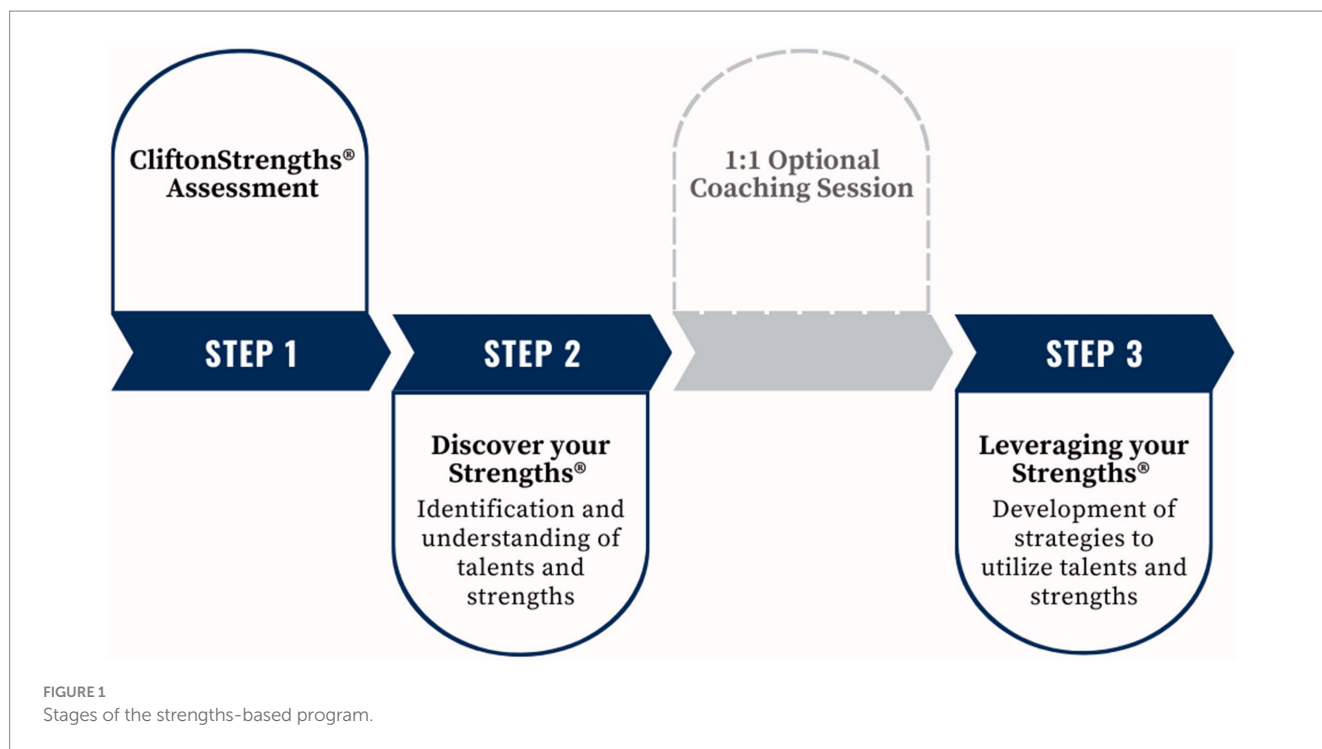 CliftonStrengths®
Assessment
1:1 Optional
Coaching Session
STEP 1
STEP 2
STEP 3
Discover your
Strengths®
Identification and
understanding of
talents and
strengths
Leveraging your
Strengths®
Development of
strategies to
utilize talents and
strengths
FIGURE 1
Stages of the strengths-based program.